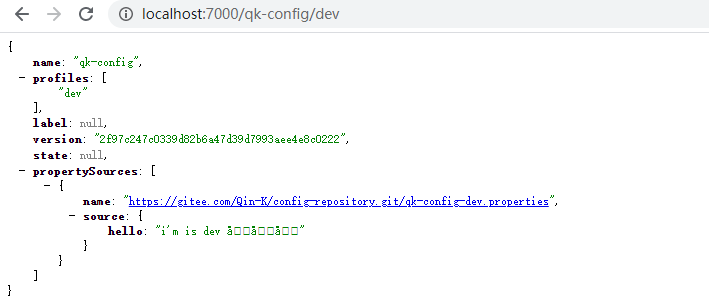 localhost:7000/qk-config/dev
{
name: "qk-config",
- profiles: [
"dev"
],
label: null,
version: "2f97c247c0339d82b6a47d39d7993aee4e8c0222",
state: null,
- propertySources: [
- {
name: "https://gitee.com/Qin-K/config-repository.git/qk-config-dev.properties",
- source: {
hello: "i'm is dev å□□å□□å□□"
}
}
]
}